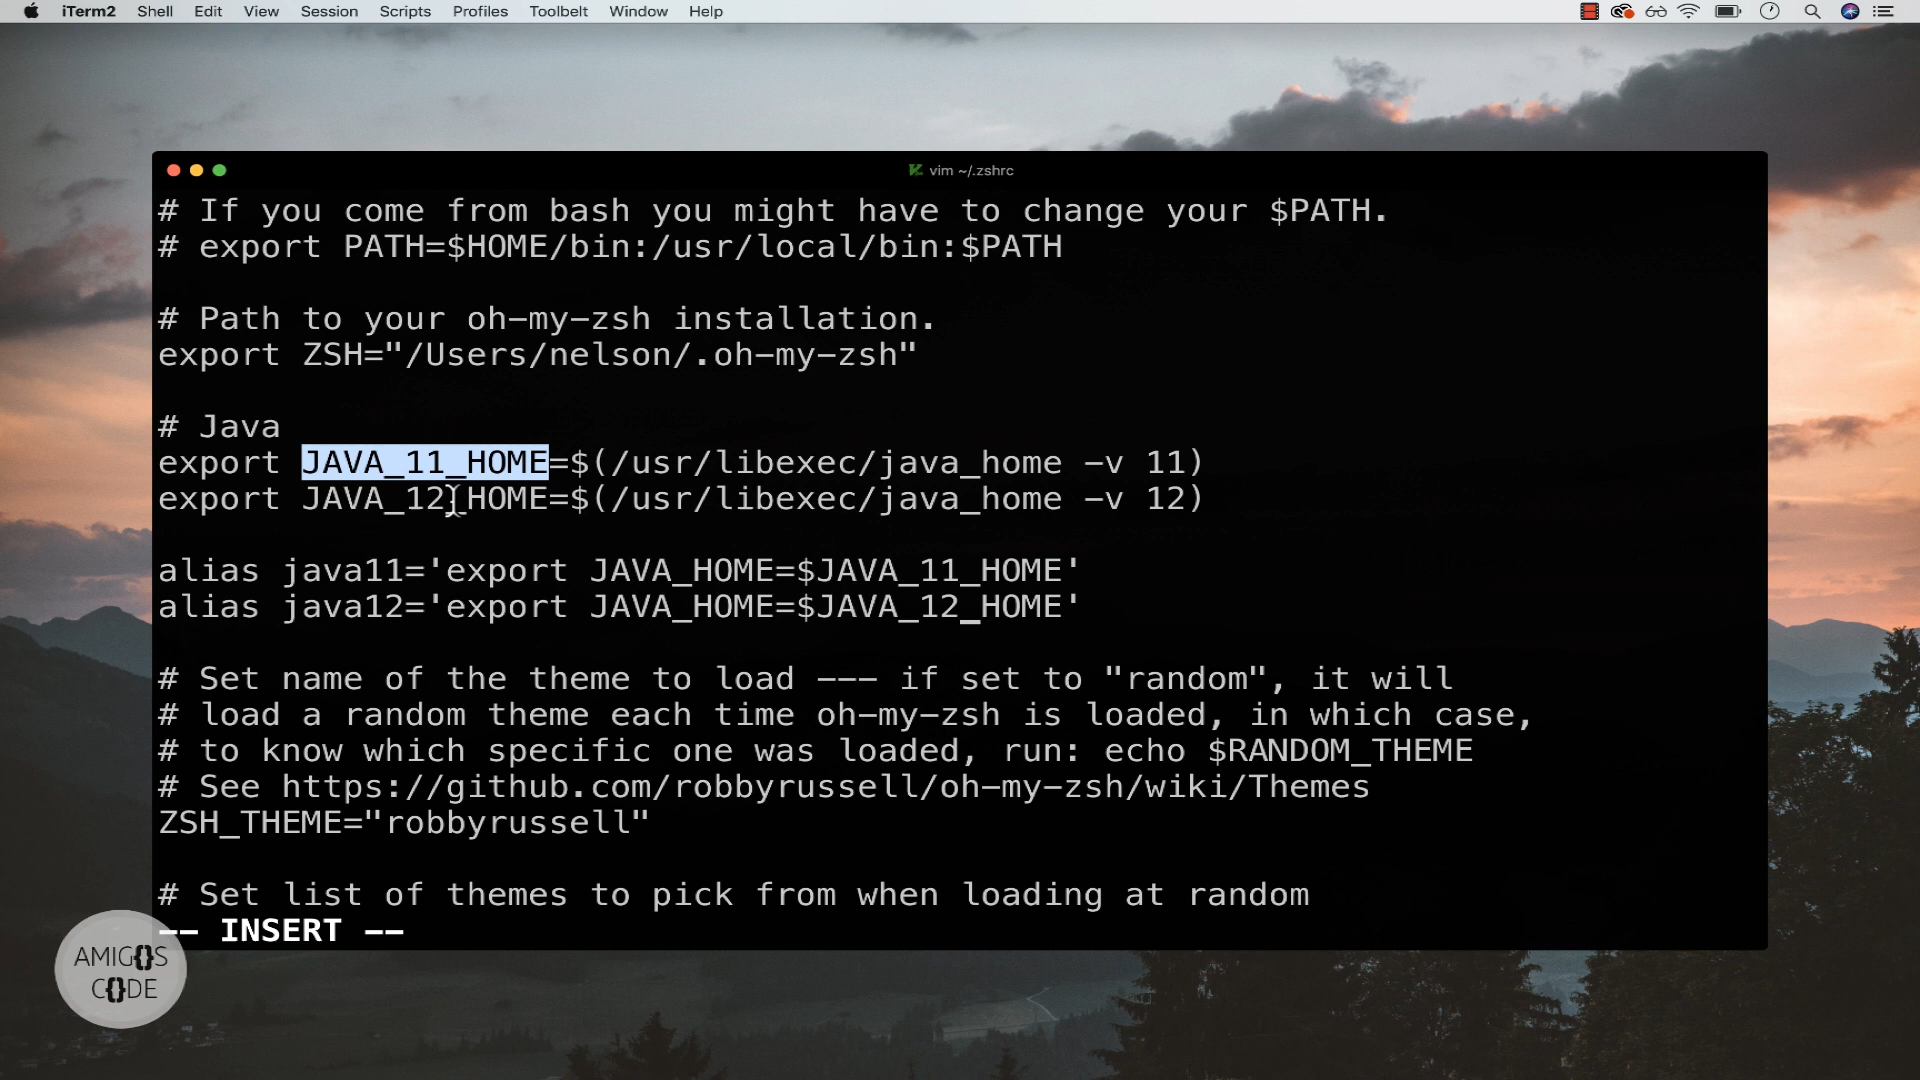 iTerm2 Shell Edit View Session Scripts Profiles Toolbelt Window Help
vim ~/.zshrc
# If you come from bash you might have to change your $PATH.
# export PATH=$HOME/bin:/usr/local/bin:$PATH
# Path to your oh-my-zsh installation.
export ZSH="/Users/nelson/.oh-my-zsh"
# Java
export JAVA_11_HOME=$(/usr/libexec/java_home -v 11)
export JAVA_12_HOME=$(/usr/libexec/java_home -v 12)
alias java11='export JAVA_HOME=$JAVA_11_HOME'
alias java12='export JAVA_HOME=$JAVA_12_HOME'
# Set name of the theme to load --- if set to "random", it will
# load a random theme each time oh-my-zsh is loaded, in which case,
# to know which specific one was loaded, run: echo $RANDOM_THEME
# See https://github.com/robbyrussell/oh-my-zsh/wiki/Themes
ZSH_THEME="robbyrussell"
# Set list of themes to pick from when loading at random
-- INSERT --
AMIG{}S
C{}DE